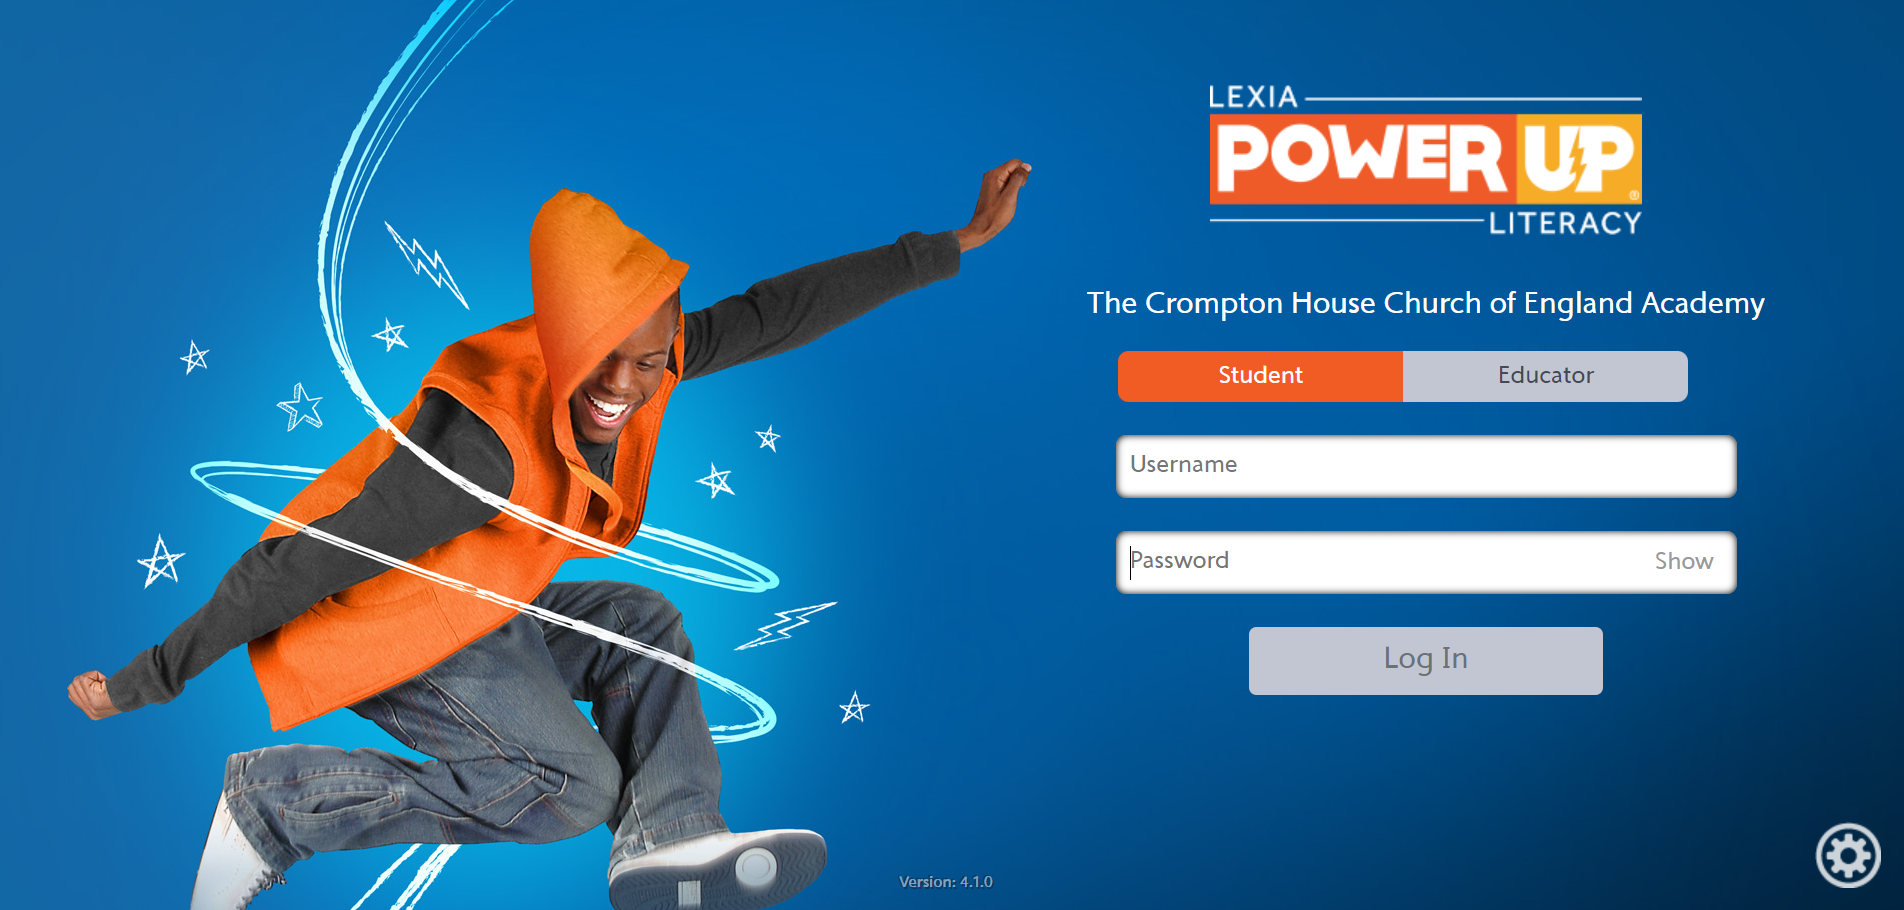 LEXIA
POWER UP®
LITERACY
The Crompton House Church of England Academy
Student
Educator
Username
Password
Show
Log In
Version: 4.1.0